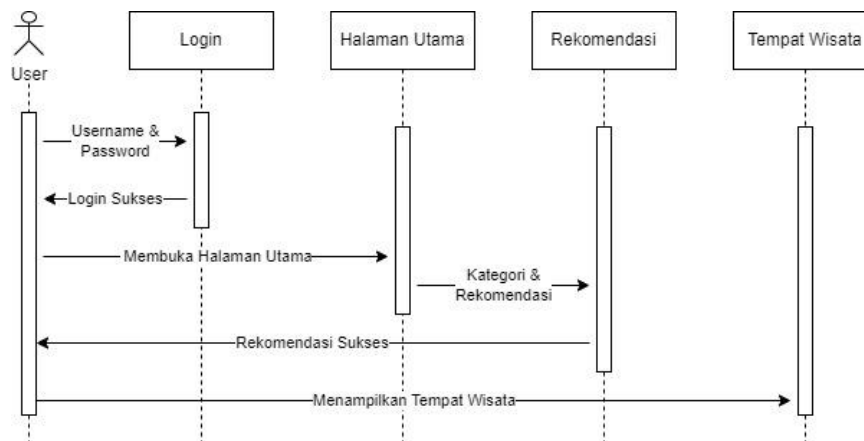 Login
Halaman Utama
Rekomendasi
Tempat Wisata
User
Username &
Password
Login Sukses
Membuka Halaman Utama
Kategori &
Rekomendasi
Rekomendasi Sukses
Menampilkan Tempat Wisata